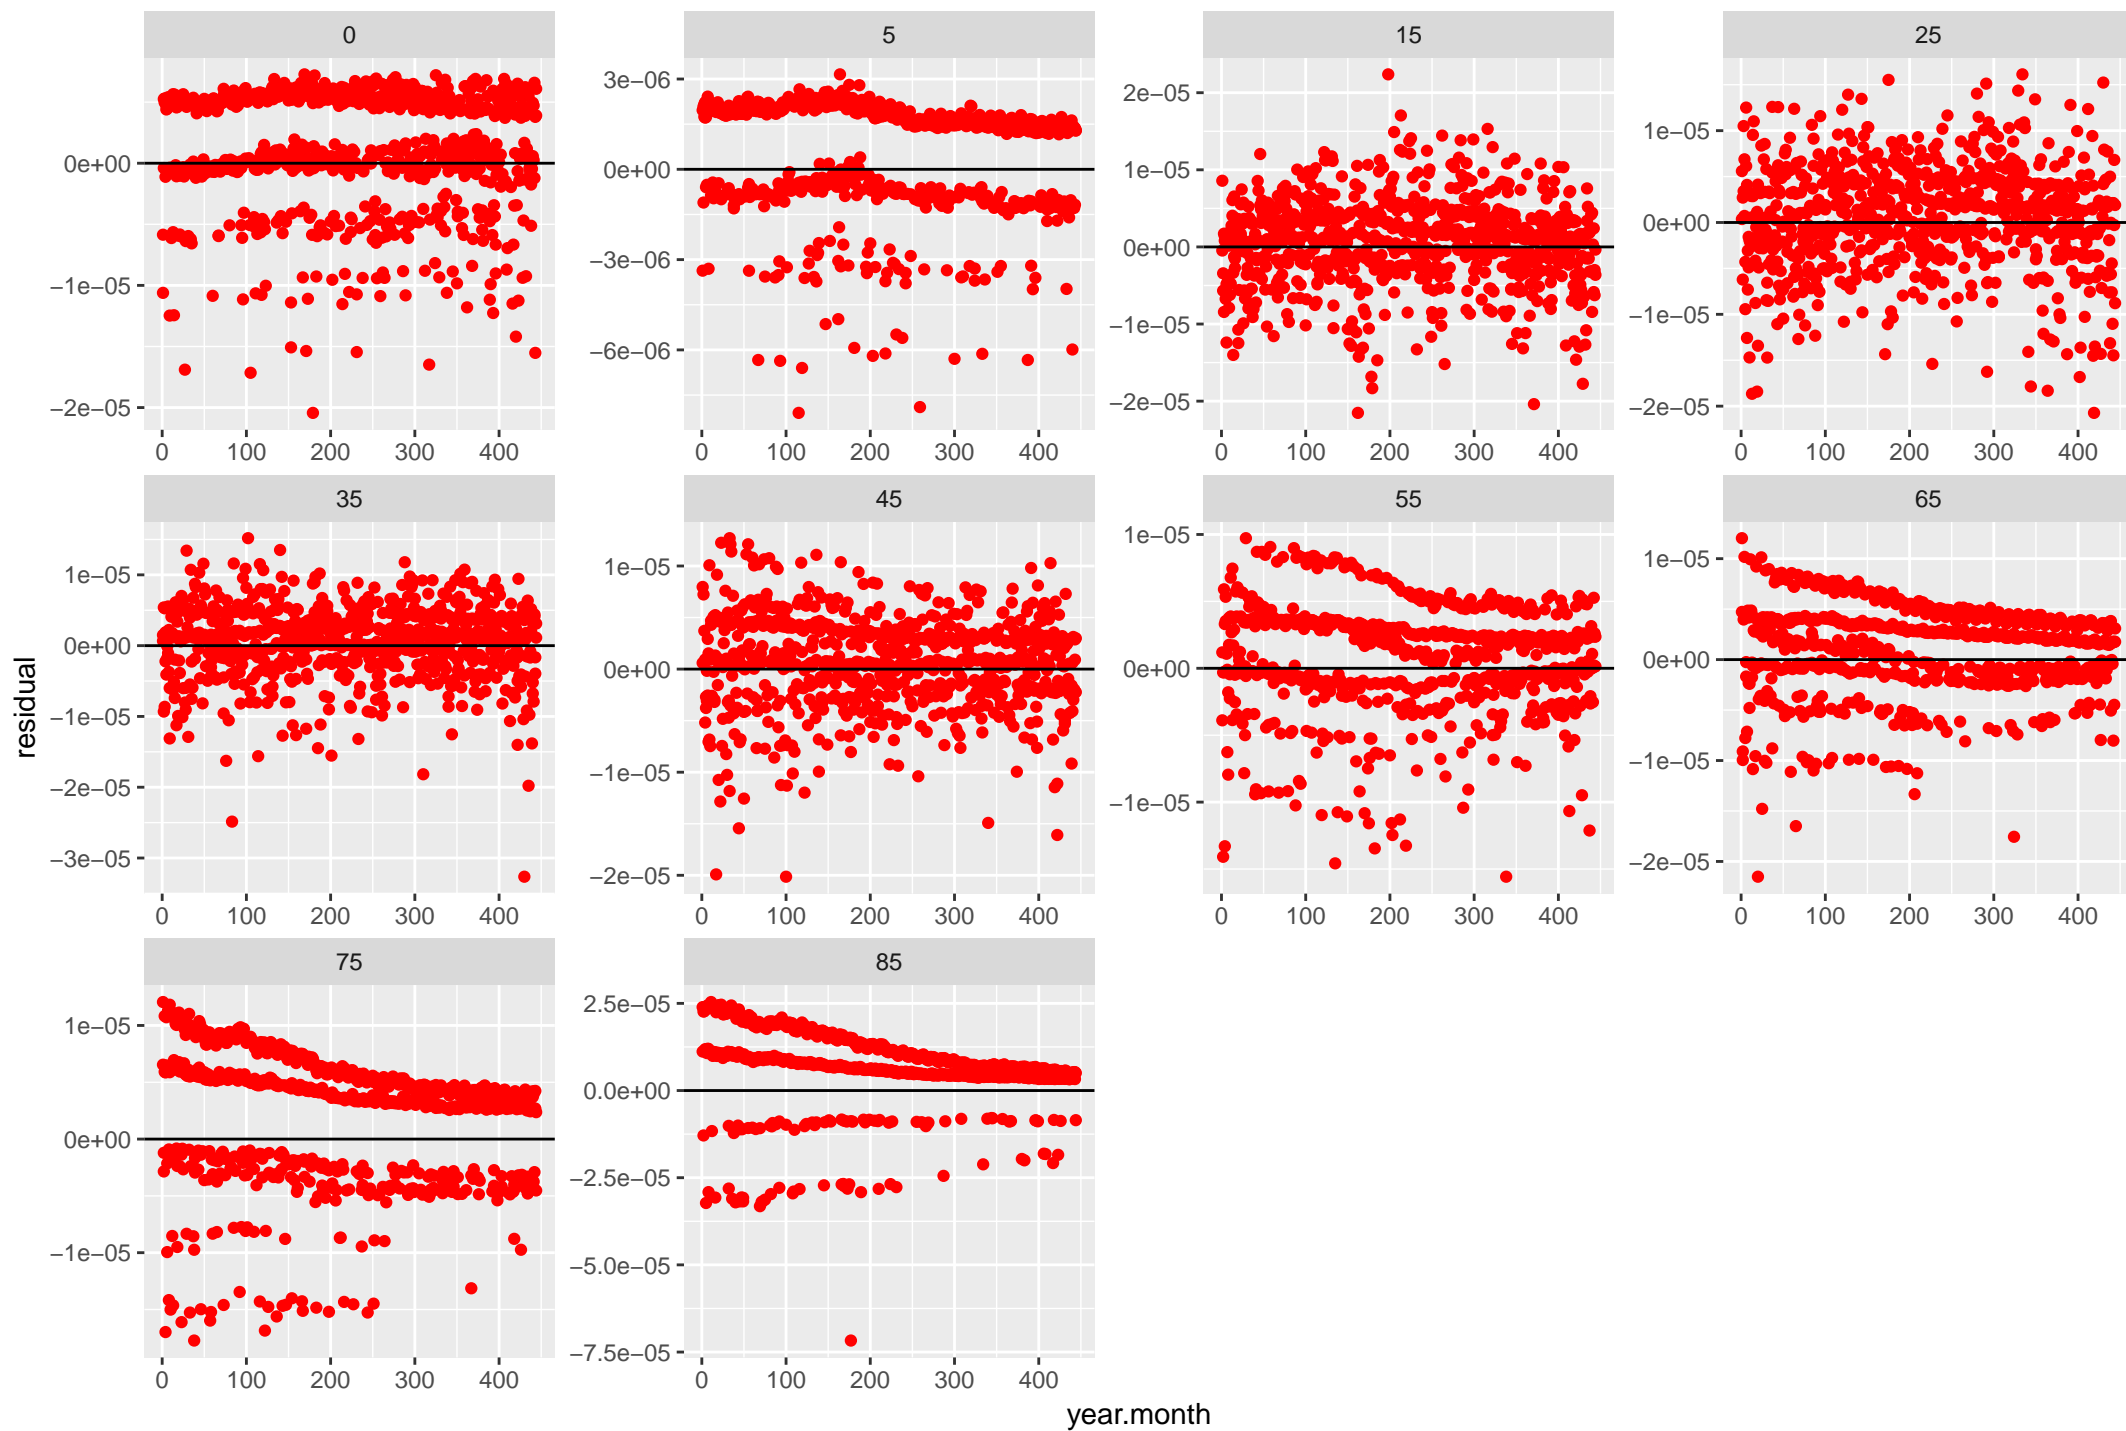 0 5 15 25
0e+00
−1e−05
−2e−05
3e−06
0e+00
−3e−06
−6e−06
2e−05
1e−05
0e+00
−1e−05
−2e−05
1e−05
0e+00
−1e−05
−2e−05
0 100 200 300 400 0 100 200 300 400 0 100 200 300 400 0 100 200 300 400
35 45 55 65
1e−05
0e+00
−1e−05
−2e−05
−3e−05
1e−05
0e+00
−1e−05
−2e−05
1e−05
0e+00
−1e−05
1e−05
0e+00
−1e−05
−2e−05
0 100 200 300 400 0 100 200 300 400 0 100 200 300 400 0 100 200 300 400
residual
75 85
1e−05
0e+00
−1e−05
2.5e−05
0.0e+00
−2.5e−05
−5.0e−05
−7.5e−05
0 100 200 300 400 0 100 200 300 400
year.month